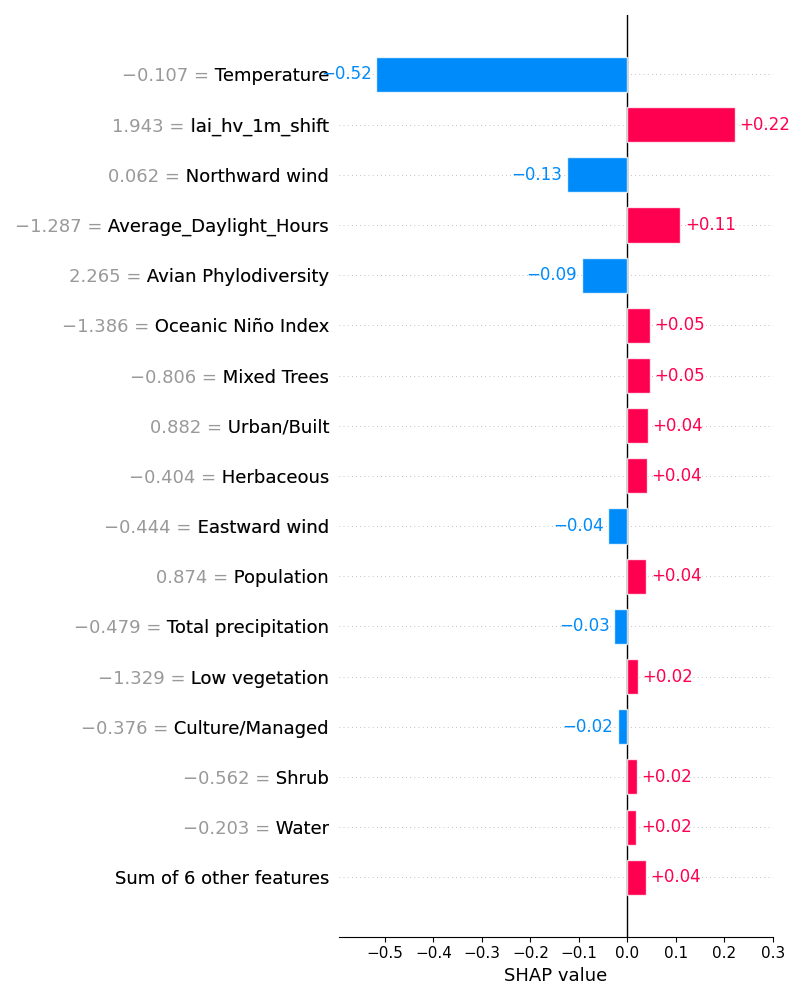 −0.107 = Temperature −0.52
1.943 = lai_hv_1m_shift +0.22
0.062 = Northward wind −0.13
−1.287 = Average_Daylight_Hours +0.11
2.265 = Avian Phylodiversity −0.09
−1.386 = Oceanic Niño Index +0.05
−0.806 = Mixed Trees +0.05
0.882 = Urban/Built +0.04
−0.404 = Herbaceous +0.04
−0.444 = Eastward wind −0.04
0.874 = Population +0.04
−0.479 = Total precipitation −0.03
−1.329 = Low vegetation +0.02
−0.376 = Culture/Managed −0.02
−0.562 = Shrub +0.02
−0.203 = Water +0.02
Sum of 6 other features +0.04
−0.5 −0.4 −0.3 −0.2 −0.1 0.0 0.1 0.2 0.3
SHAP value